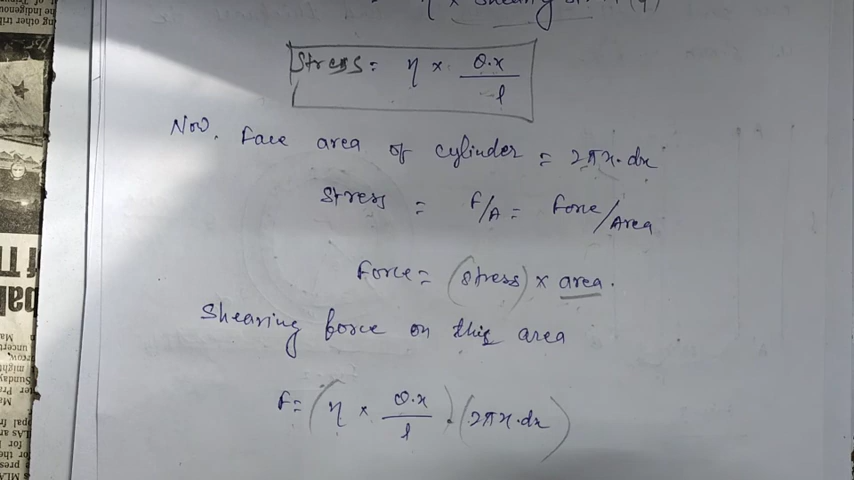 η × shearing
Stress = η × θ.x / l
Now, Face area of cylinder = 2πx.dx
Stress = F/A = Force/Area
Force = (stress) × area.
Shearing force on this area
F = (η × θ.x / l) . (2πx.dx)